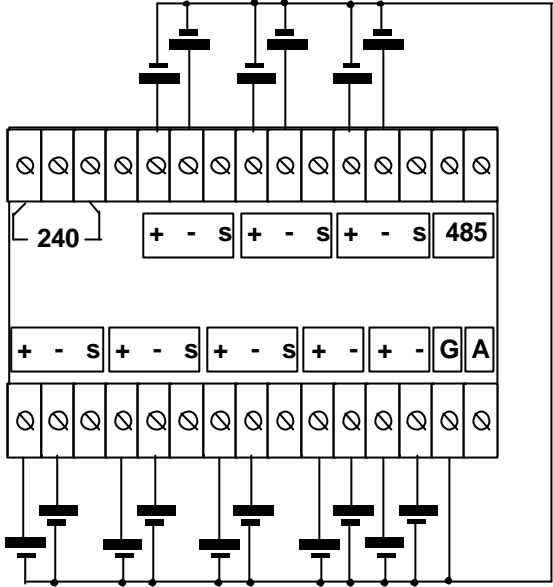 240 + - s + - s + - s 485
+ - s + - s + - s + - + - G A